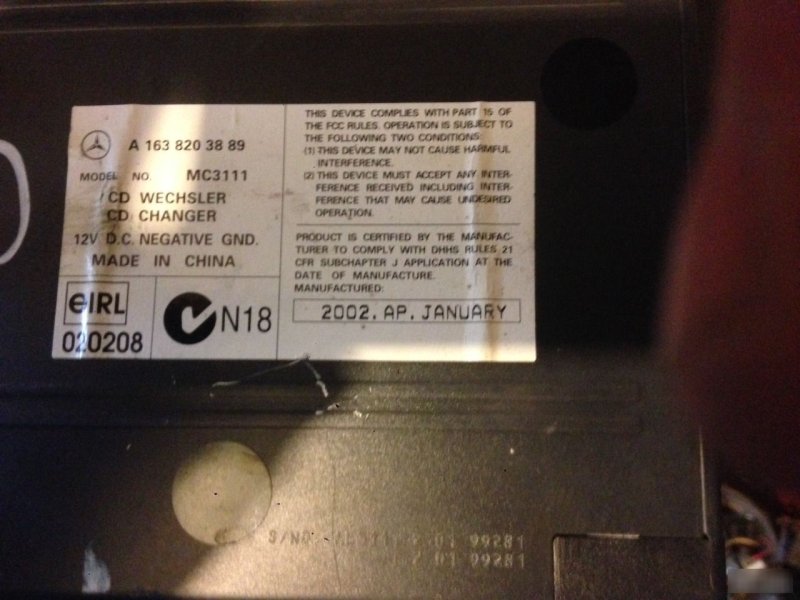 A 163 820 38 89
MODEL NO. MC3111
CD WECHSLER
CD CHANGER
12V D.C. NEGATIVE GND.
MADE IN CHINA
eIRL
020208
N18
THIS DEVICE COMPLIES WITH PART 15 OF
THE FCC RULES. OPERATION IS SUBJECT TO
THE FOLLOWING TWO CONDITIONS:
(1) THIS DEVICE MAY NOT CAUSE HARMFUL
INTERFERENCE.
(2) THIS DEVICE MUST ACCEPT ANY INTER-
FERENCE RECEIVED INCLUDING INTER-
FERENCE THAT MAY CAUSE UNDESIRED
OPERATION.
PRODUCT IS CERTIFIED BY THE MANUFAC-
TURER TO COMPLY WITH DHHS RULES 21
CFR SUBCHAPTER J APPLICATION AT THE
DATE OF MANUFACTURE.
MANUFACTURED:
2002. AP. JANUARY
S/NO. 01 99281
01 99281